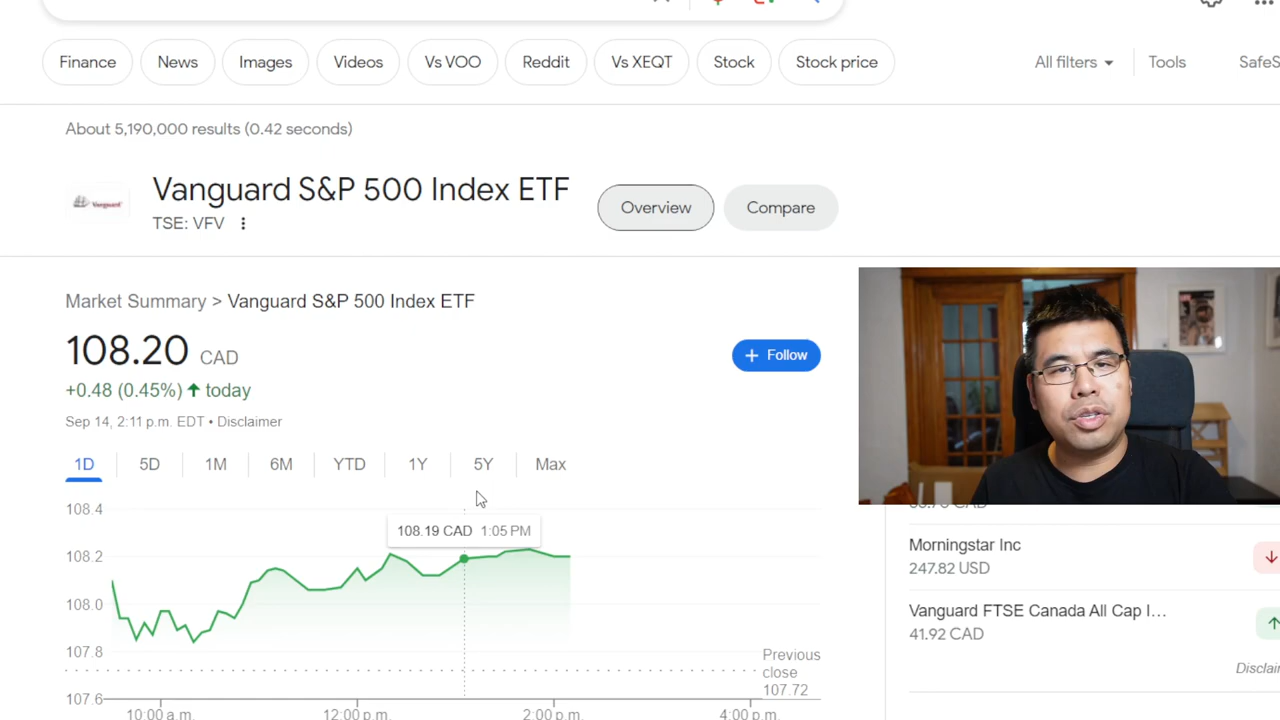 Finance
News
Images
Videos
Vs VOO
Reddit
Vs XEQT
Stock
Stock price
All filters
Tools
SafeS
About 5,190,000 results (0.42 seconds)
Vanguard
Vanguard S&P 500 Index ETF
TSE: VFV
Overview
Compare
Market Summary > Vanguard S&P 500 Index ETF
108.20 CAD
+ Follow
+0.48 (0.45%) ↑ today
Sep 14, 2:11 p.m. EDT • Disclaimer
1D
5D
1M
6M
YTD
1Y
5Y
Max
108.4
108.19 CAD 1:05 PM
108.2
108.0
107.8
107.6
Previous
close
107.72
10:00 a.m.
12:00 p.m.
2:00 p.m.
4:00 p.m.
Morningstar Inc
247.82 USD
Vanguard FTSE Canada All Cap I...
41.92 CAD
Disclai